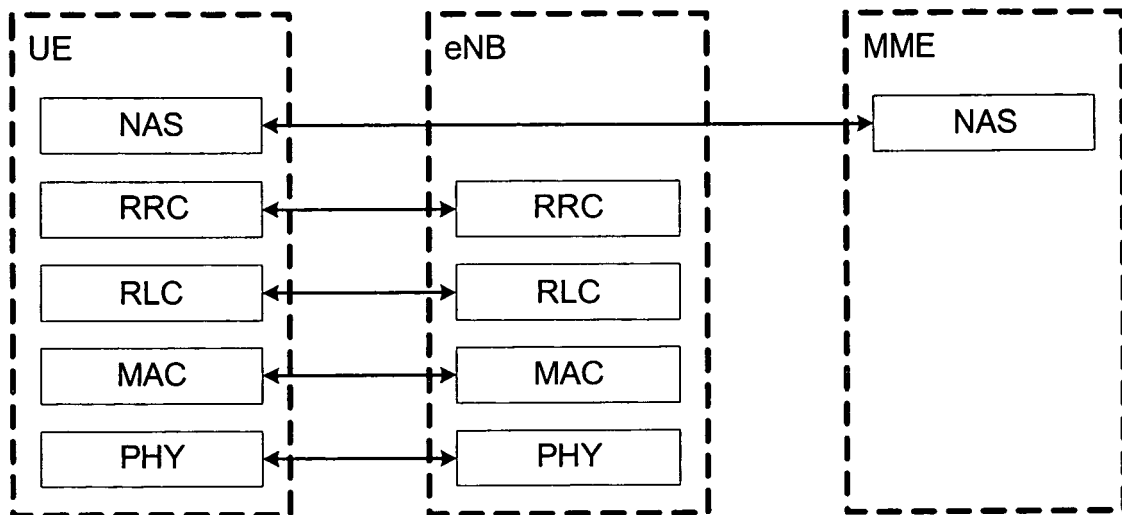 UE eNB MME
NAS NAS
RRC RRC
RLC RLC
MAC MAC
PHY PHY